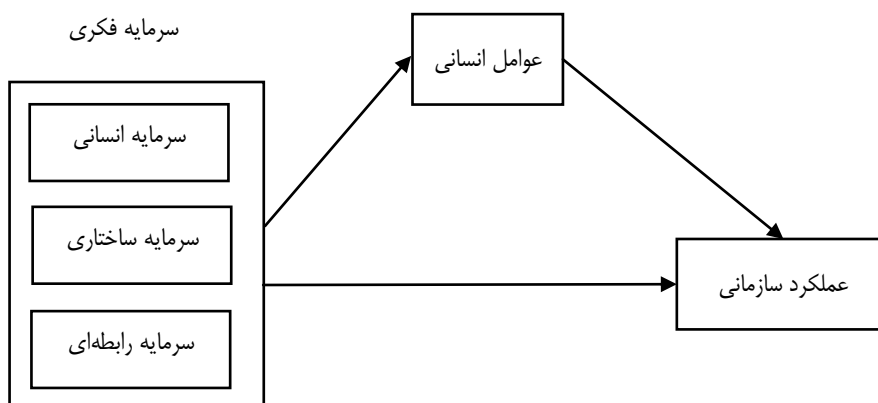 سرمایه فکری
عوامل انسانی
سرمایه انسانی
سرمایه ساختاری
عملکرد سازمانی
سرمایه رابطه‌ای